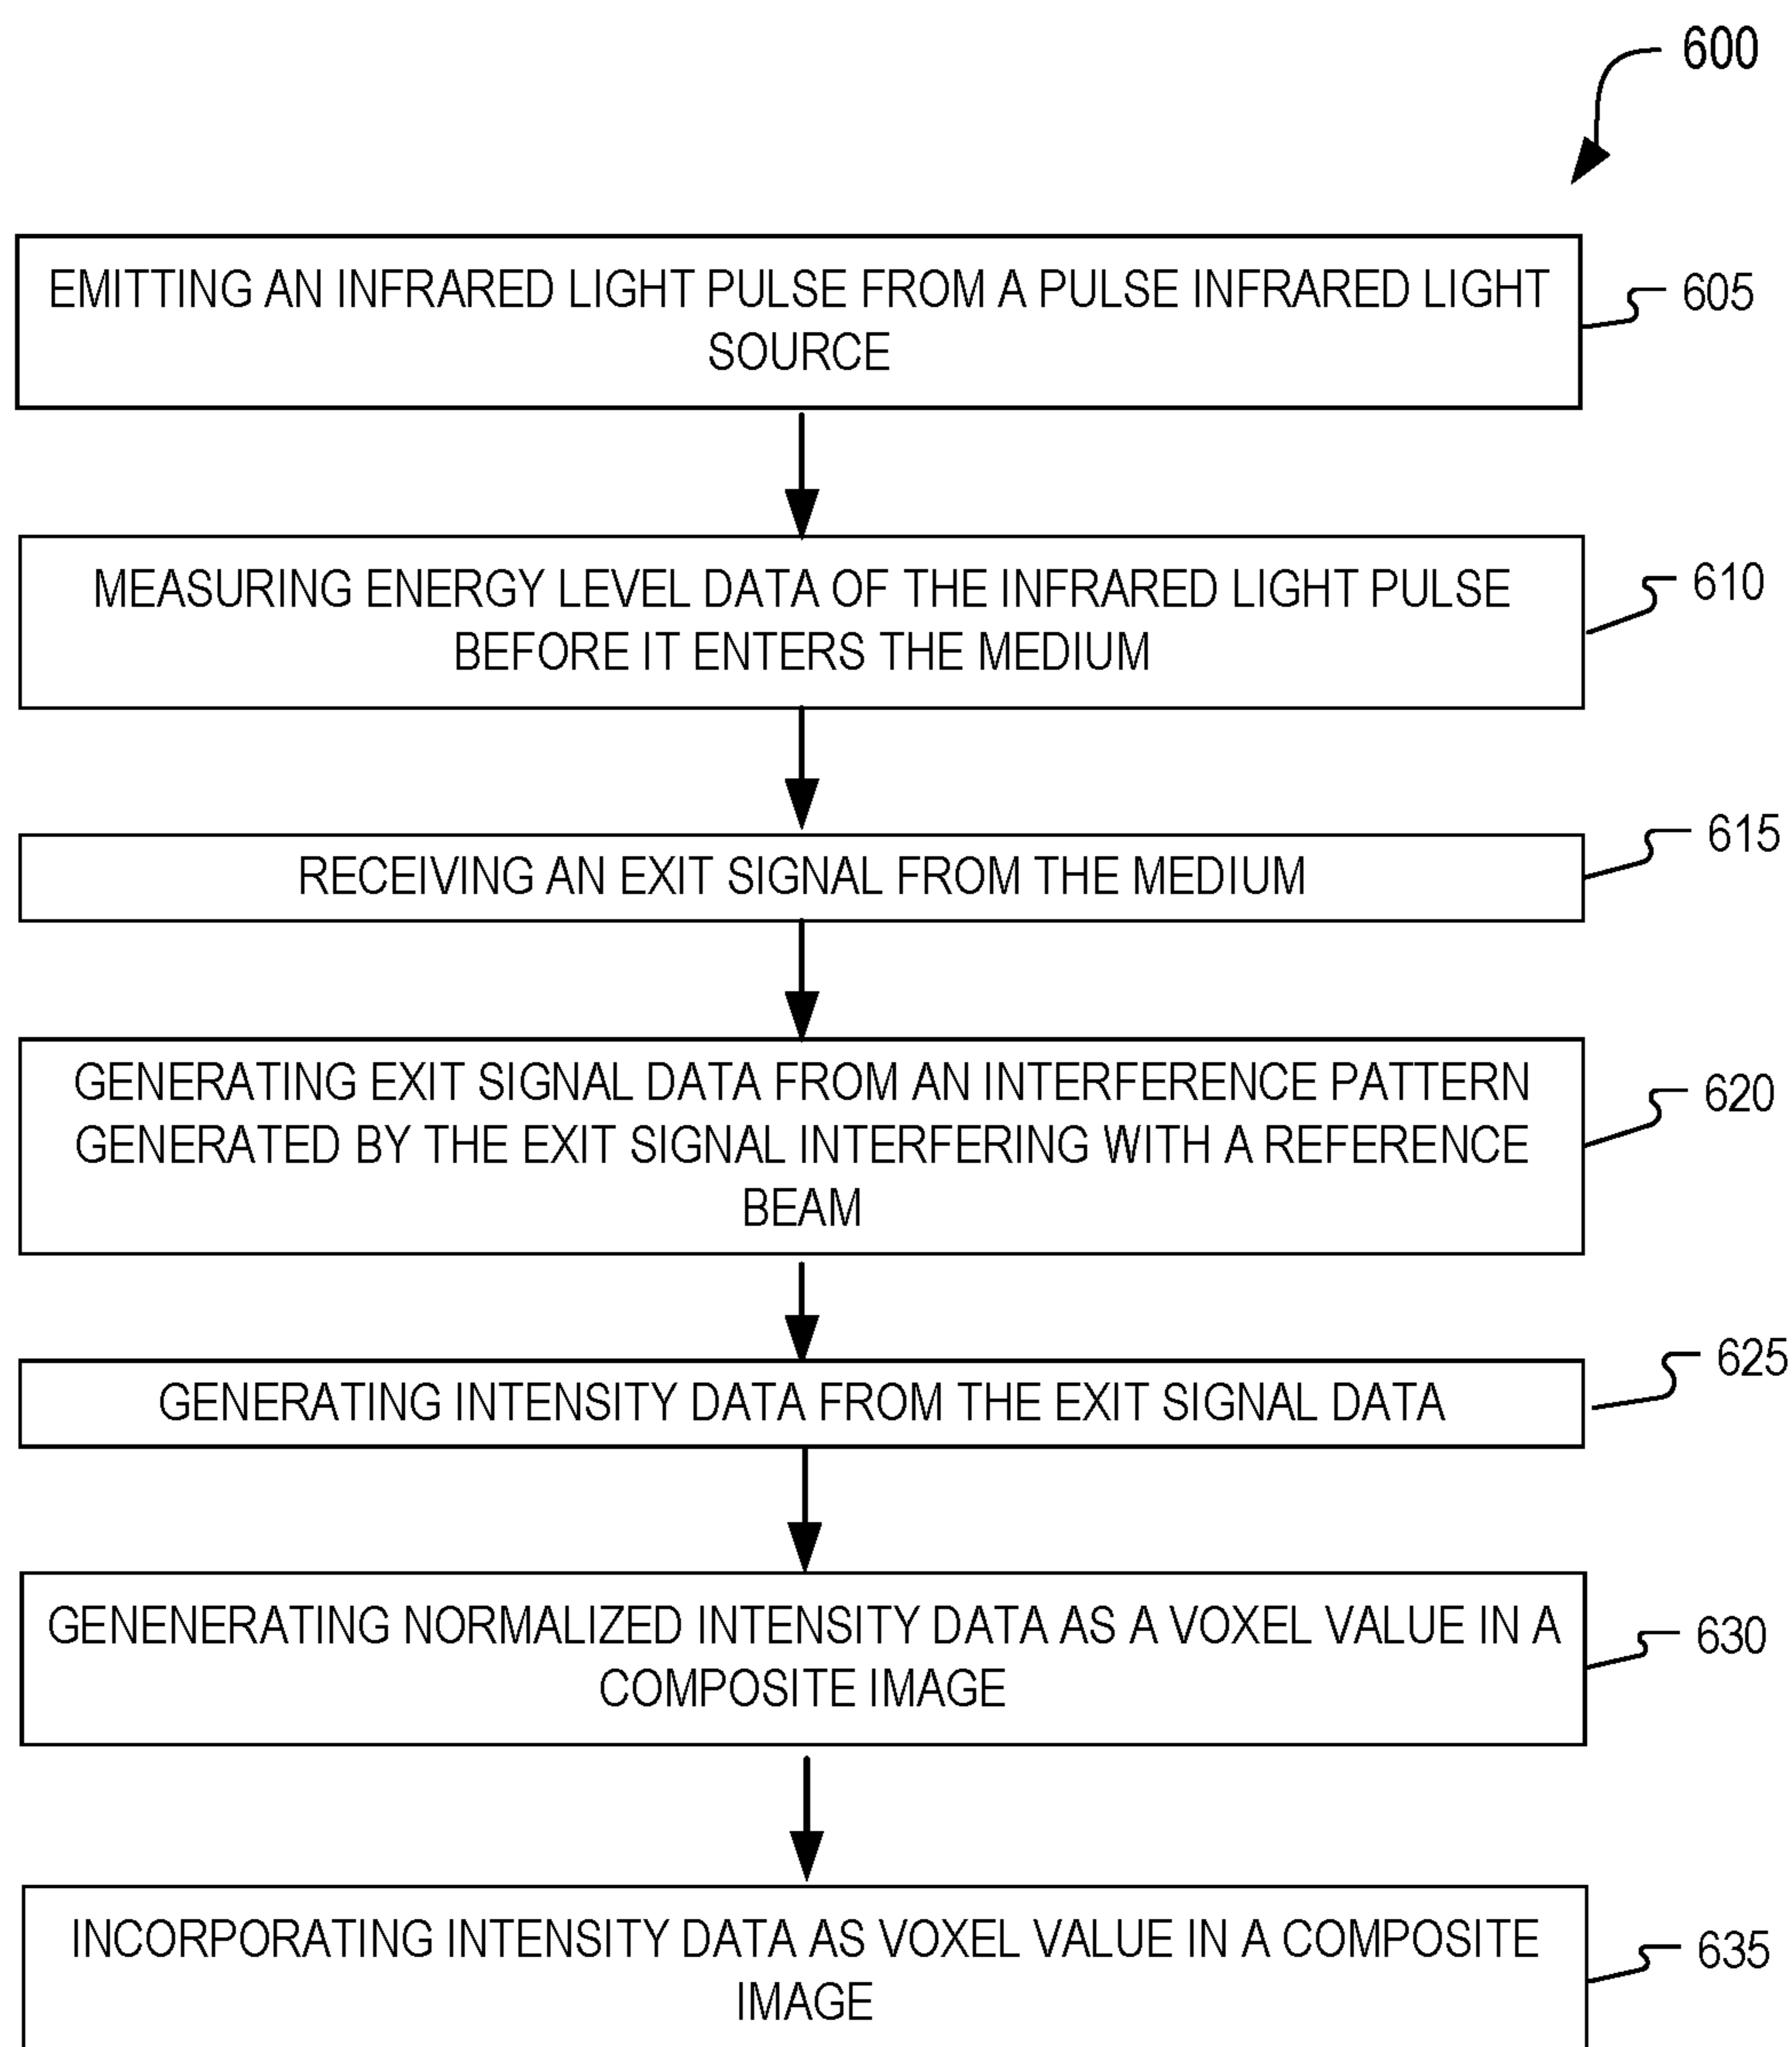 600
EMITTING AN INFRARED LIGHT PULSE FROM A PULSE INFRARED LIGHT
SOURCE
605
MEASURING ENERGY LEVEL DATA OF THE INFRARED LIGHT PULSE
BEFORE IT ENTERS THE MEDIUM
610
RECEIVING AN EXIT SIGNAL FROM THE MEDIUM
615
GENERATING EXIT SIGNAL DATA FROM AN INTERFERENCE PATTERN
GENERATED BY THE EXIT SIGNAL INTERFERING WITH A REFERENCE
BEAM
620
GENERATING INTENSITY DATA FROM THE EXIT SIGNAL DATA
625
GENENERATING NORMALIZED INTENSITY DATA AS A VOXEL VALUE IN A
COMPOSITE IMAGE
630
INCORPORATING INTENSITY DATA AS VOXEL VALUE IN A COMPOSITE
IMAGE
635